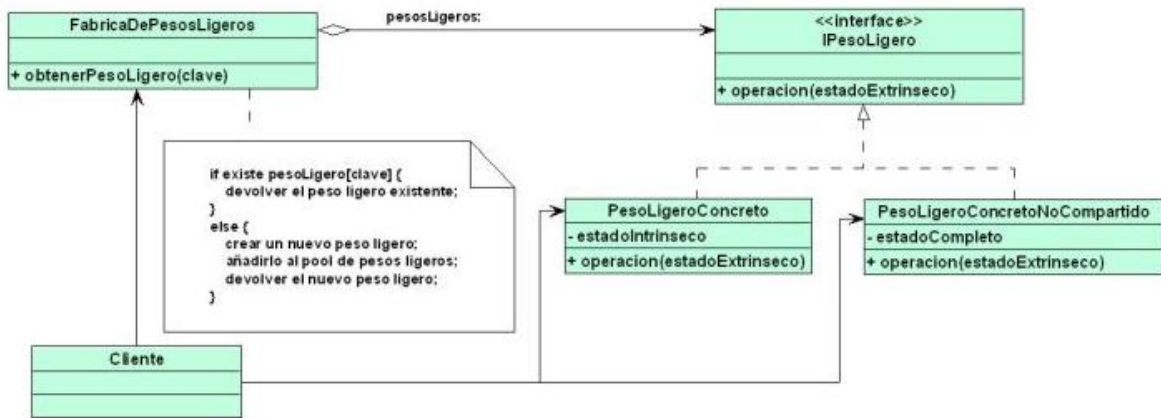 FabricaDePesosLigeros
+ obtenerPesoLigero(clave)
pesosLigeros:
<<interface>>
IPesoLigero
+ operacion(estadoExtrinseco)
if existe pesoLigero[clave] {
devolver el peso ligero existente;
}
else {
crear un nuevo peso ligero;
añadirlo al pool de pesos ligeros;
devolver el nuevo peso ligero;
}
PesoLigeroConcreto
- estadoIntrinseco
+ operacion(estadoExtrinseco)
PesoLigeroConcretoNoCompartido
- estadoCompleto
+ operacion(estadoExtrinseco)
Cliente